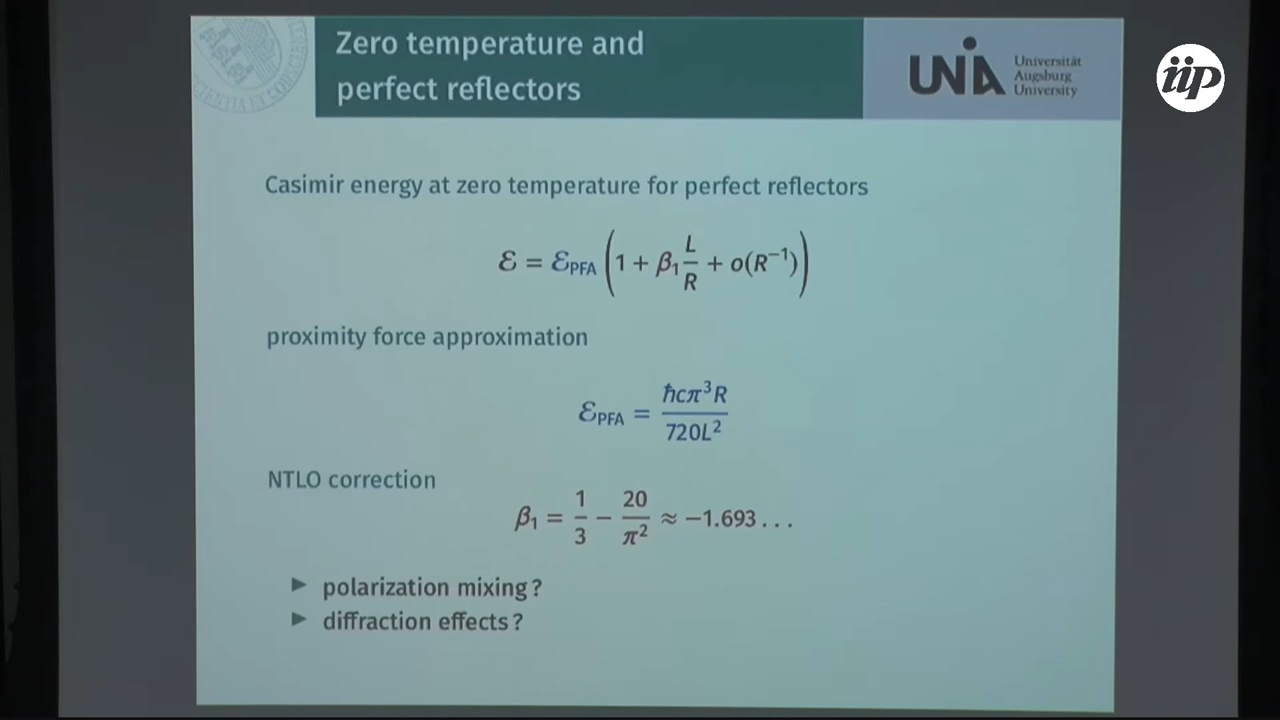 Zero temperature and
perfect reflectors
UNIA
Universität
Augsburg
University
iip
Casimir energy at zero temperature for perfect reflectors
ℰ = ℰ_PFA (1 + β₁ L/R + o(R⁻¹))
proximity force approximation
ℰ_PFA = ħcπ³R / 720L²
NTLO correction
β₁ = 1/3 − 20/π² ≈ −1.693...
▶ polarization mixing?
▶ diffraction effects?